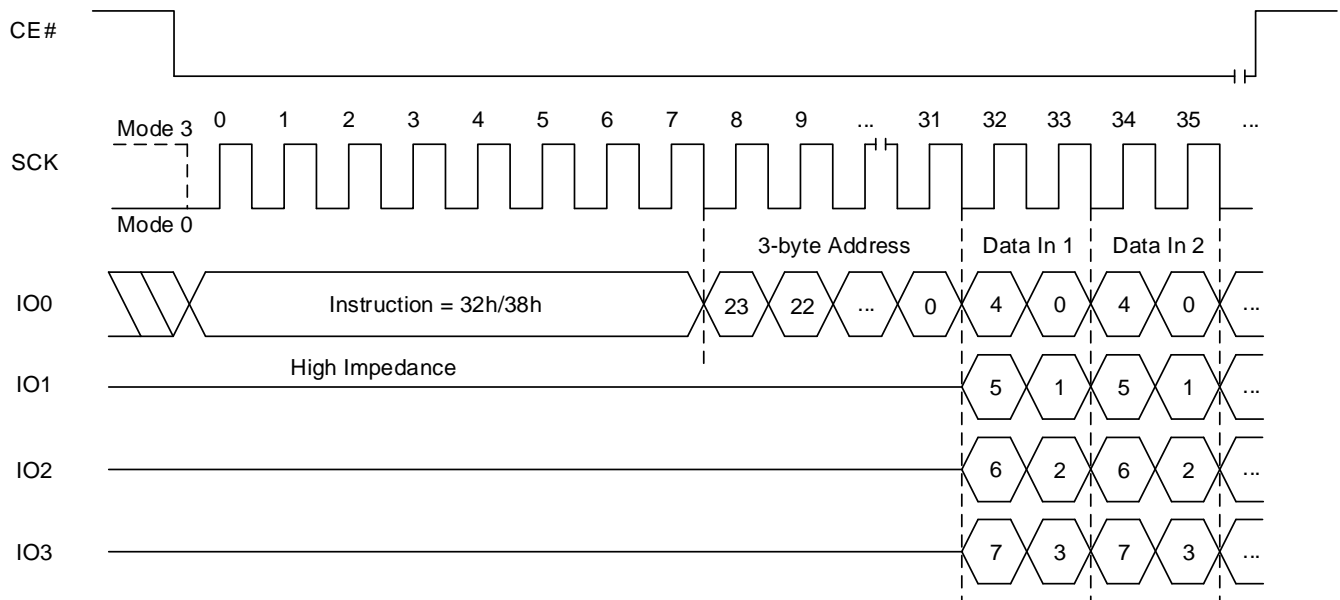 CE#
Mode 3 0 1 2 3 4 5 6 7 8 9 ... 31 32 33 34 35 ...
SCK
Mode 0
3-byte Address Data In 1 Data In 2
IO0 Instruction = 32h/38h 23 22 ... 0 4 0 4 0 ...
High Impedance
IO1 5 1 5 1 ...
IO2 6 2 6 2 ...
IO3 7 3 7 3 ...